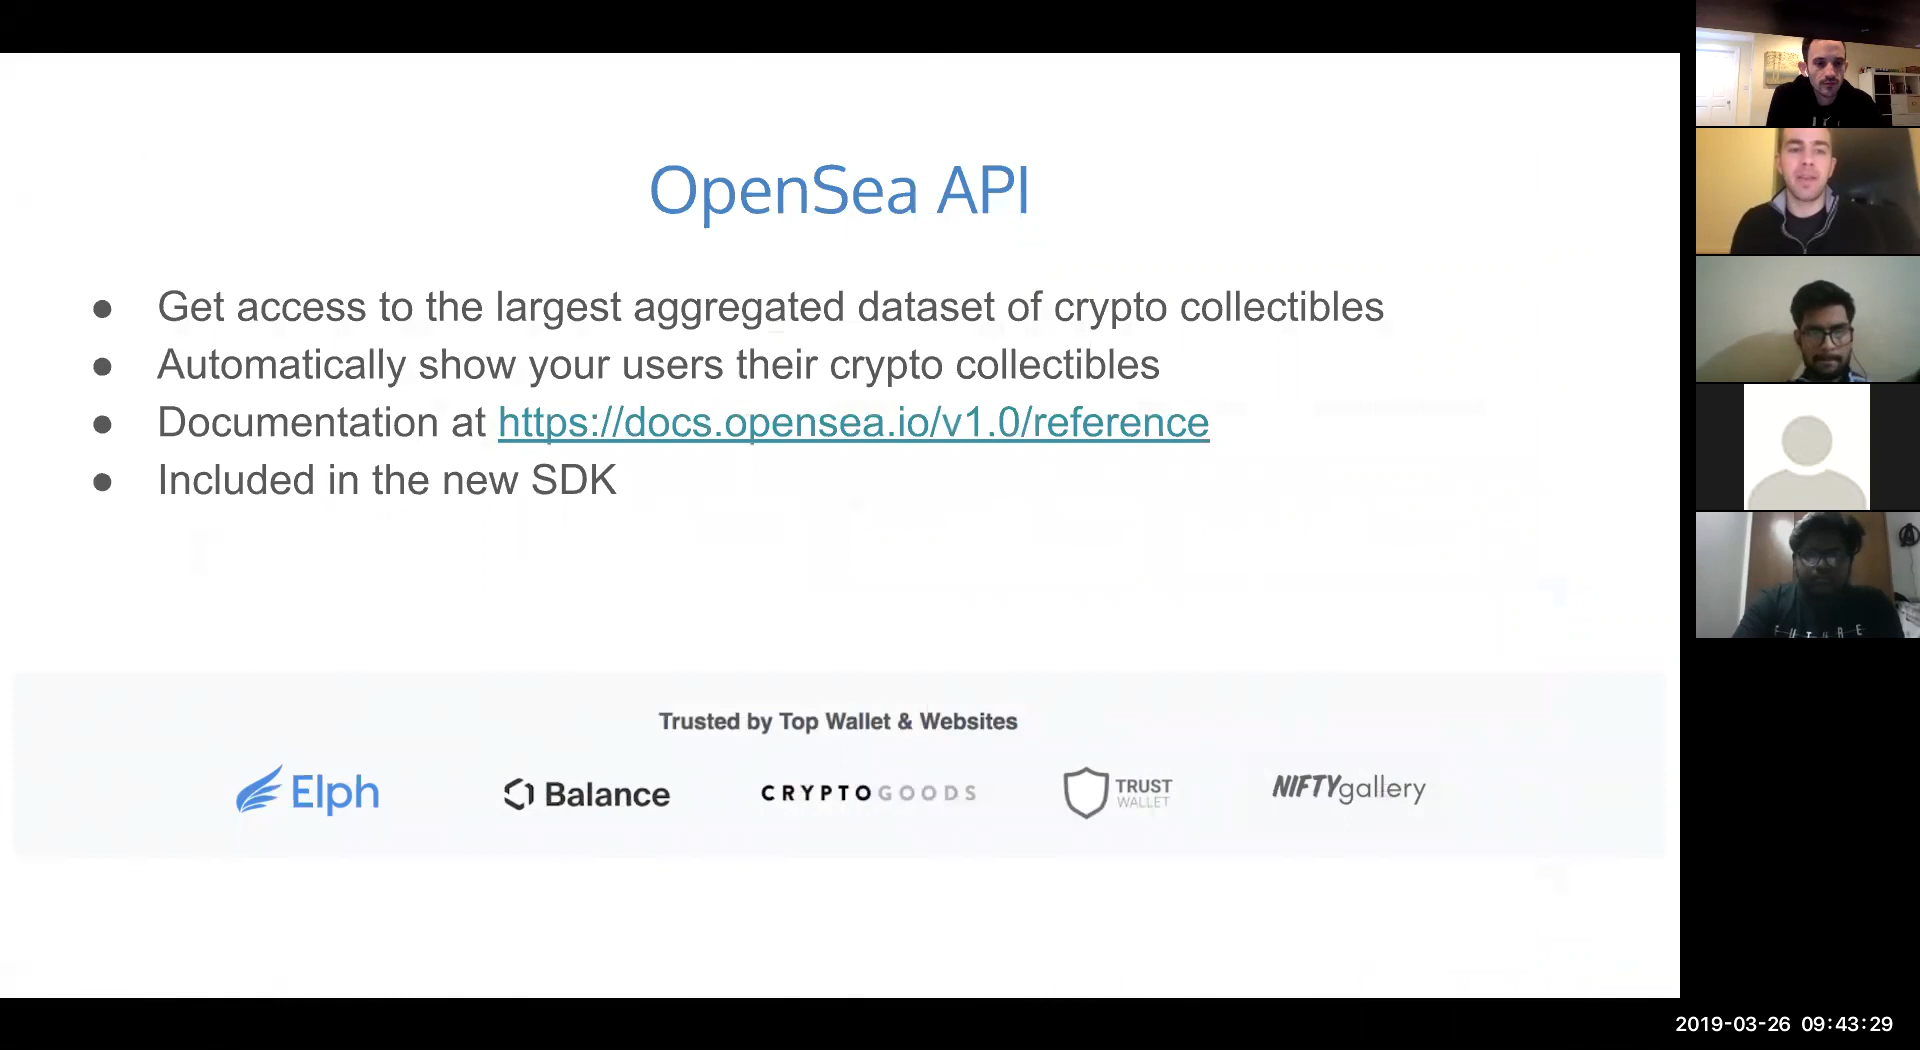 OpenSea API
● Get access to the largest aggregated dataset of crypto collectibles
● Automatically show your users their crypto collectibles
● Documentation at https://docs.opensea.io/v1.0/reference
● Included in the new SDK
Trusted by Top Wallet & Websites
Elph
Balance
CRYPTOGOODS
TRUST
WALLET
NIFTYgallery
FUTURE
2019-03-26 09:43:29